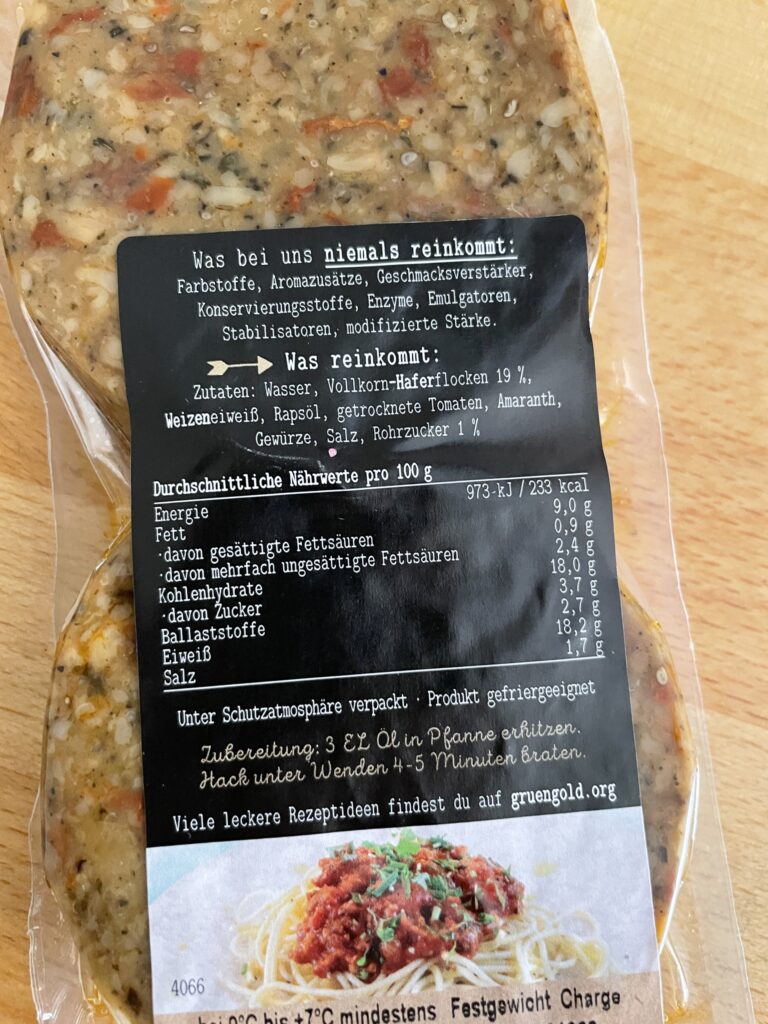 Was bei uns niemals reinkommt:
Farbstoffe, Aromazusätze, Geschmacksverstärker,
Konservierungsstoffe, Enzyme, Emulgatoren,
Stabilisatoren, modifizierte Stärke.
Was reinkommt:
Zutaten: Wasser, Vollkorn-Haferflocken 19 %,
Weizeneiweiß, Rapsöl, getrocknete Tomaten, Amaranth,
Gewürze, Salz, Rohrzucker 1 %
Durchschnittliche Nährwerte pro 100 g
Energie 973 kJ / 233 kcal
Fett 9,0 g
·davon gesättigte Fettsäuren 0,9 g
·davon mehrfach ungesättigte Fettsäuren 2,4 g
Kohlenhydrate 18,0 g
·davon Zucker 3,7 g
Ballaststoffe 2,7 g
Eiweiß 18,2 g
Salz 1,7 g
Unter Schutzatmosphäre verpackt · Produkt gefriergeeignet
Zubereitung: 3 EL Öl in Pfanne erhitzen.
Hack unter Wenden 4-5 Minuten braten.
Viele leckere Rezeptideen findest du auf gruengold.org
4066
bei 0°C bis +7°C mindestens Festgewicht Charge